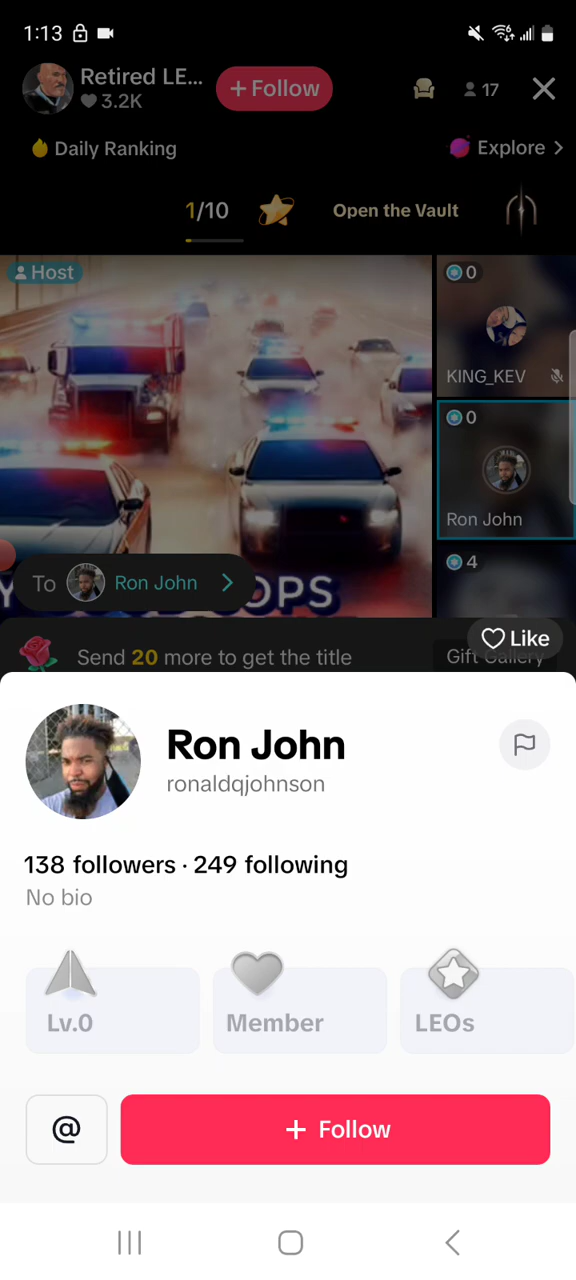 1:13
Retired LE...
3.2K
+ Follow
17
Daily Ranking
Explore
1/10
Open the Vault
Host
0
KING_KEV
0
Ron John
4
To Ron John
OPS
Send 20 more to get the title
Like
Gift Gallery
Ron John
ronaldqjohnson
138 followers · 249 following
No bio
Lv.0
Member
LEOs
@
+ Follow